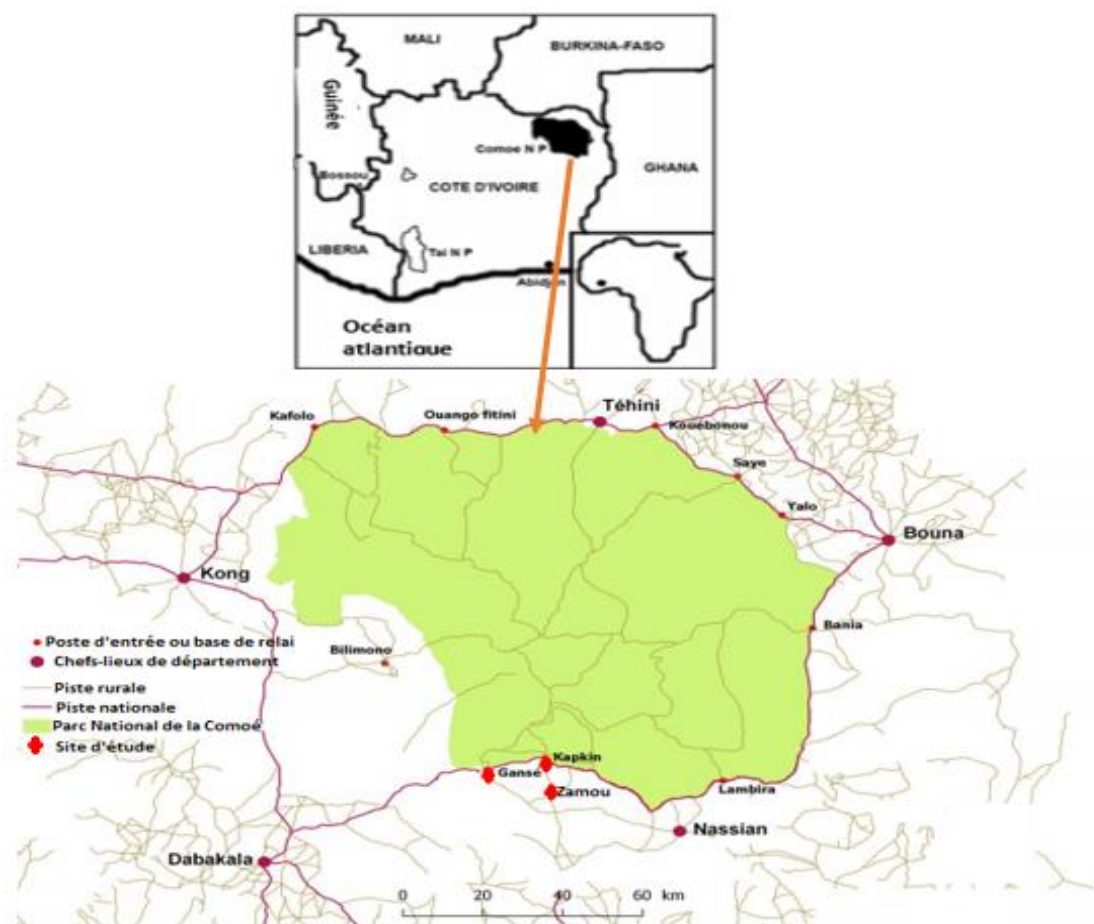 MALI
BURKINA-FASO
Guinée
Comoe N P
GHANA
Bossou
COTE D'IVOIRE
LIBERIA
Tai N P
Abidjan
Océan
atlantique
Kafolo
Ouango fitini
Téhini
Kouébonou
Saye
Yalo
Bouna
Kong
Bania
Poste d'entrée ou base de relai
Bilimono
Chefs-lieux de département
Piste rurale
Piste nationale
Parc National de la Comoé
Site d'étude
Kapkin
Ganse
Zamou
Lambira
Nassian
Dabakala
0 20 40 60 km